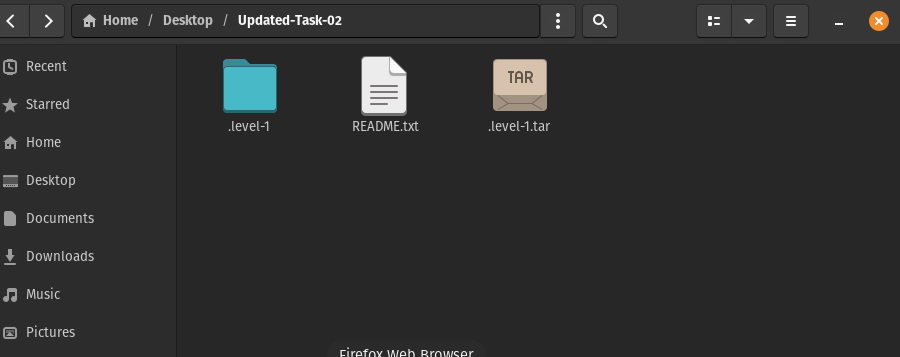 Home / Desktop / Updated-Task-02
Recent
Starred
Home
Desktop
Documents
Downloads
Music
Pictures
.level-1
README.txt
TAR
.level-1.tar
Firefox Web Browser